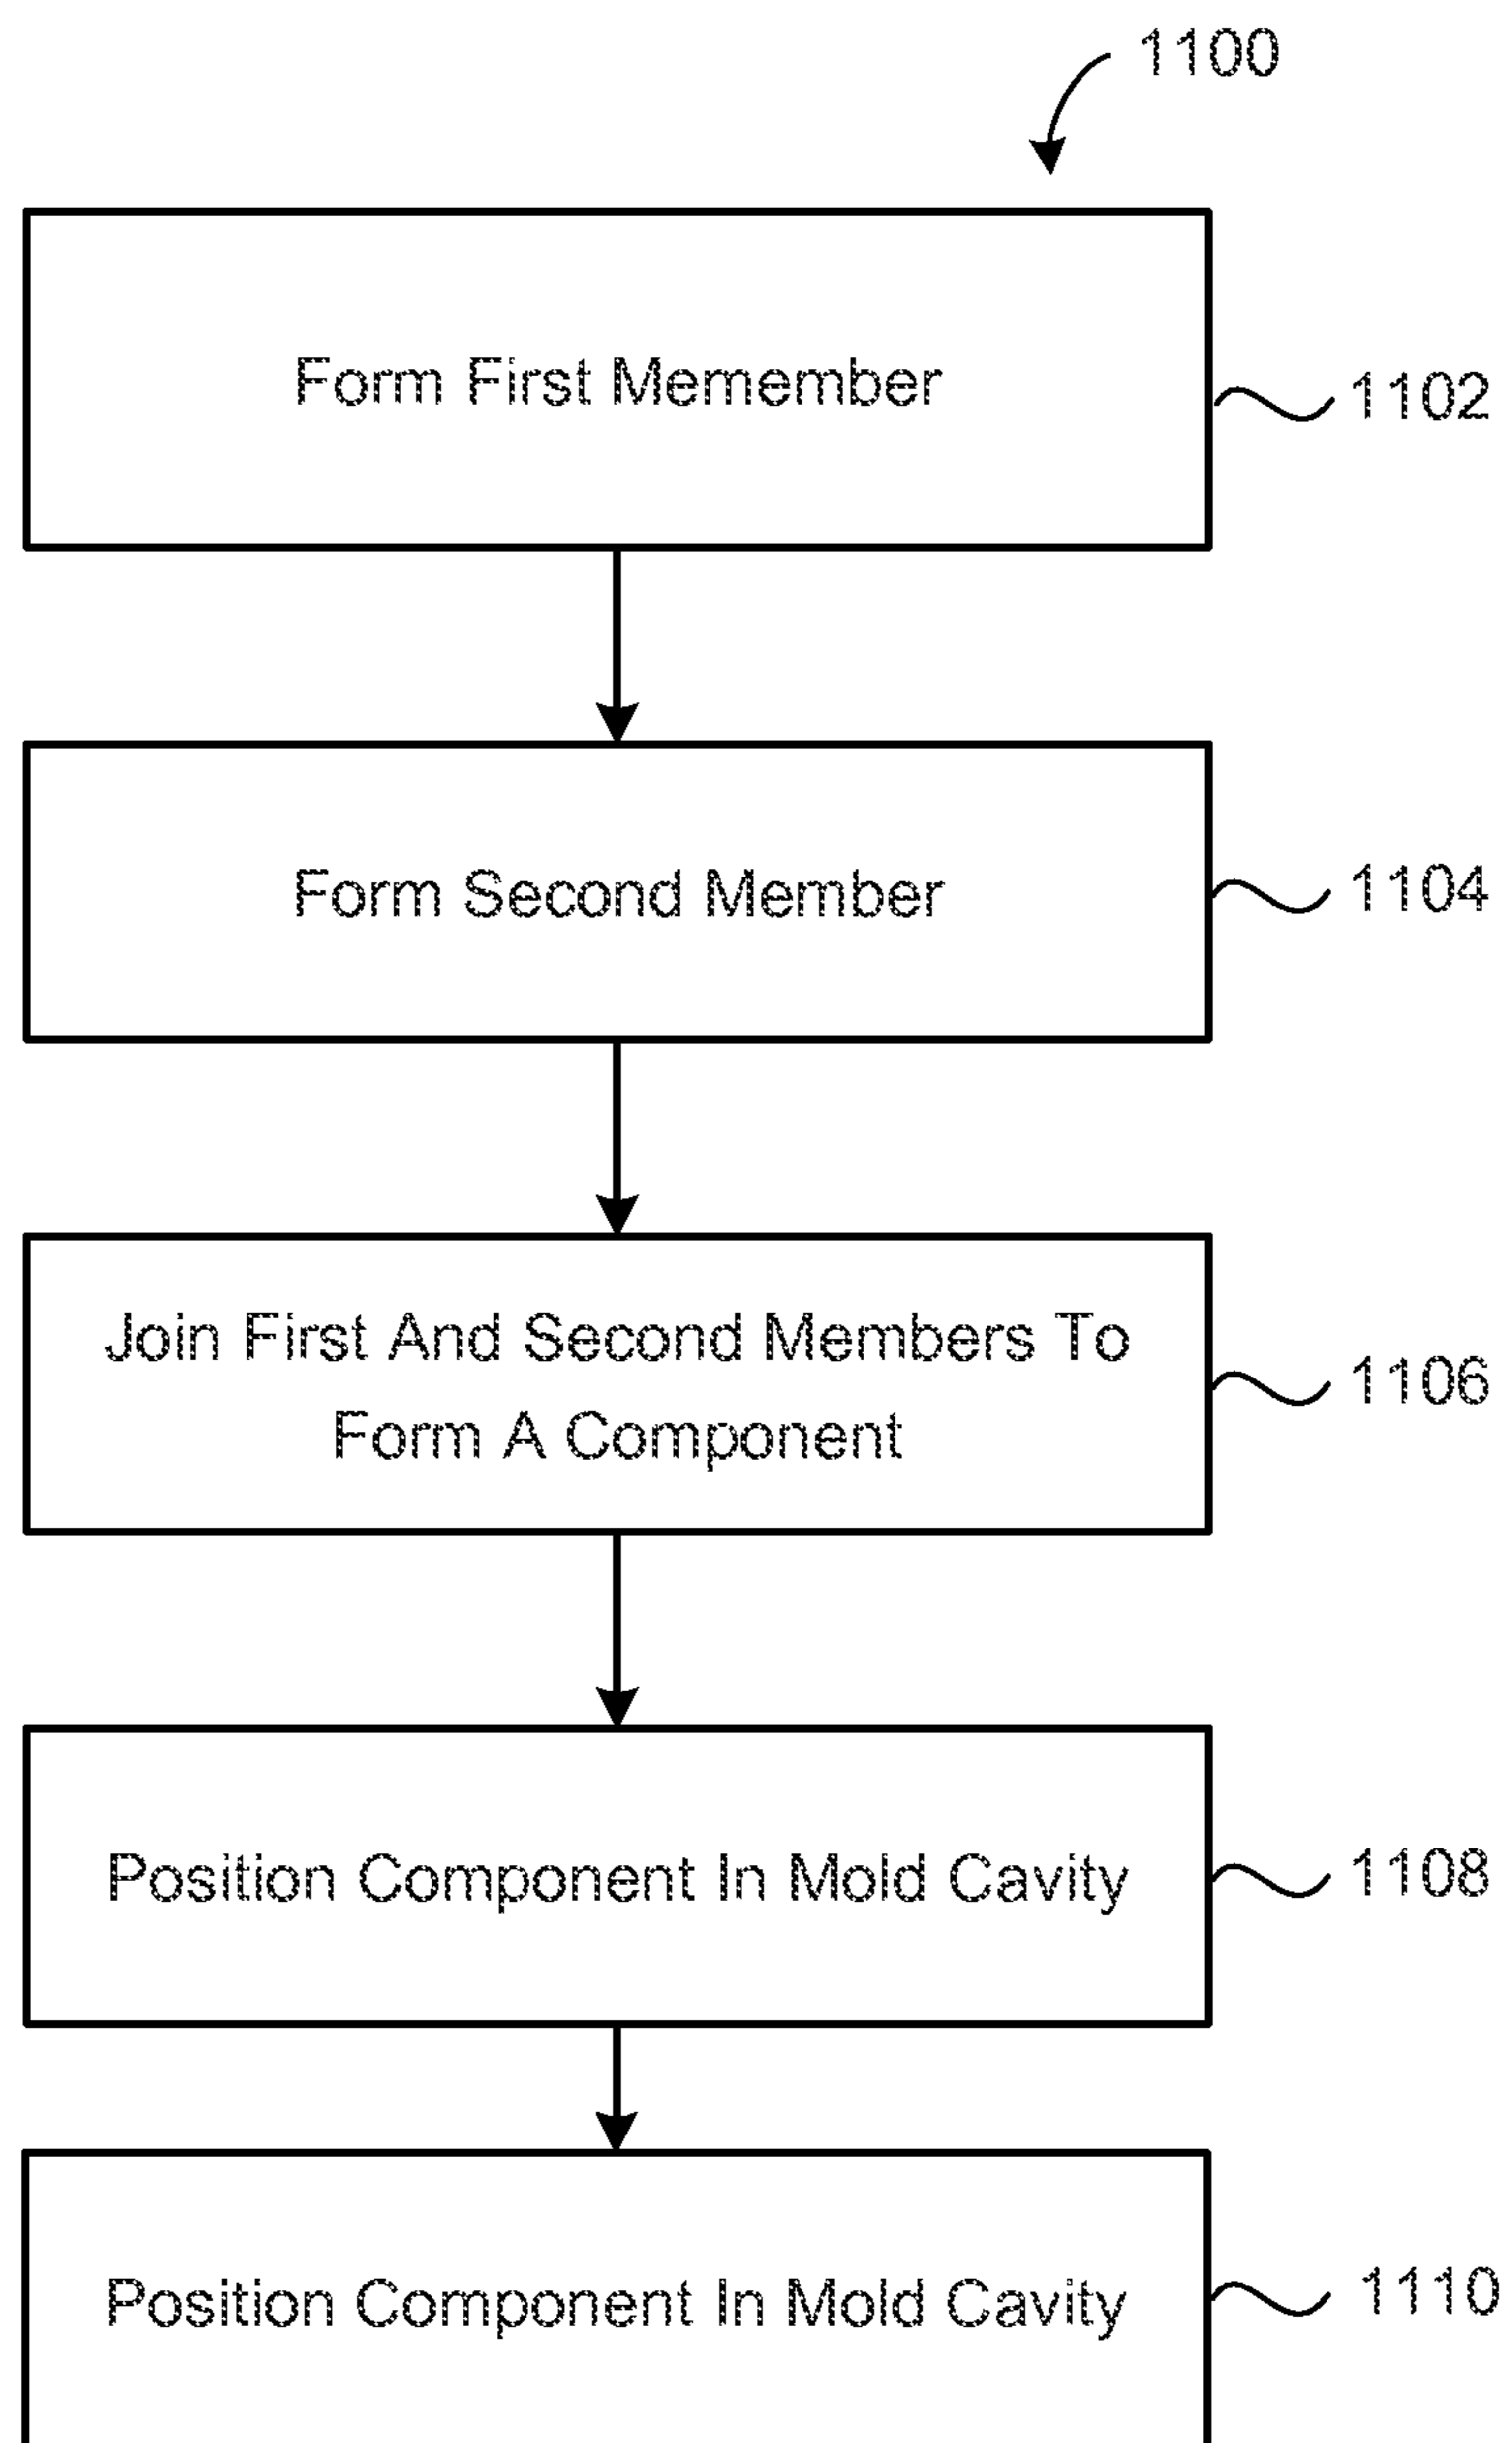 1100
Form First Memember
1102
Form Second Member
1104
Join First And Second Members To
Form A Component
1106
Position Component In Mold Cavity
1108
Position Component In Mold Cavity
1110